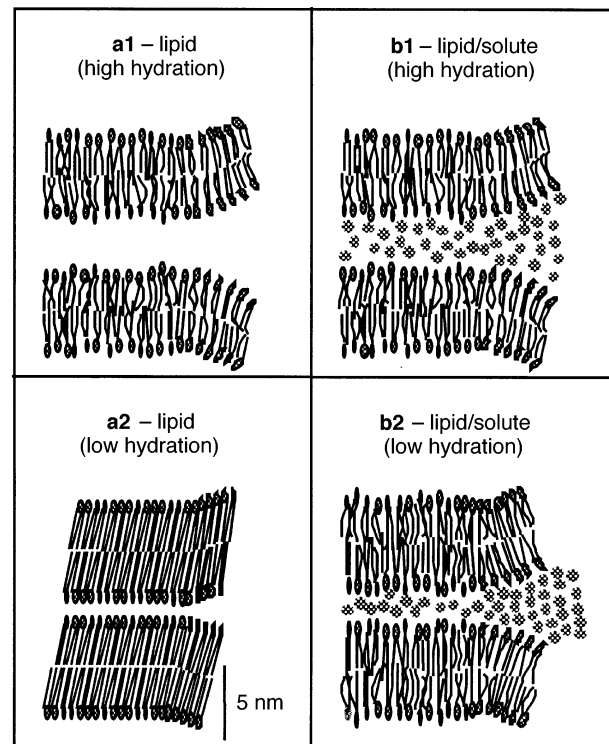 a1 – lipid
(high hydration)
b1 – lipid/solute
(high hydration)
a2 – lipid
(low hydration)
b2 – lipid/solute
(low hydration)
5 nm